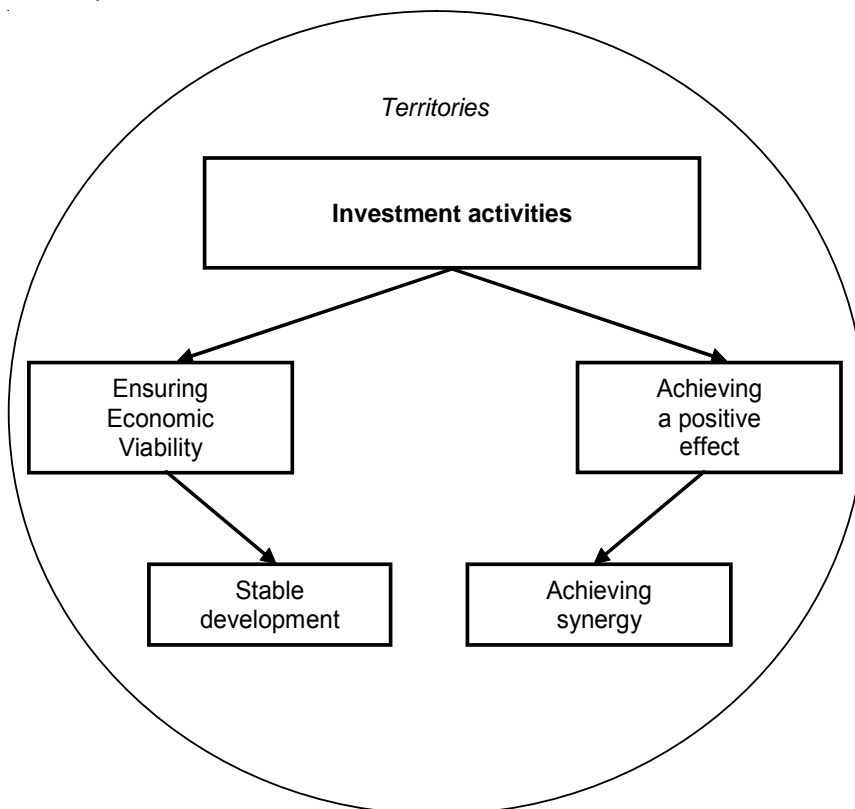 Territories
Investment activities
Ensuring
Economic
Viability
Achieving
a positive
effect
Stable
development
Achieving
synergy